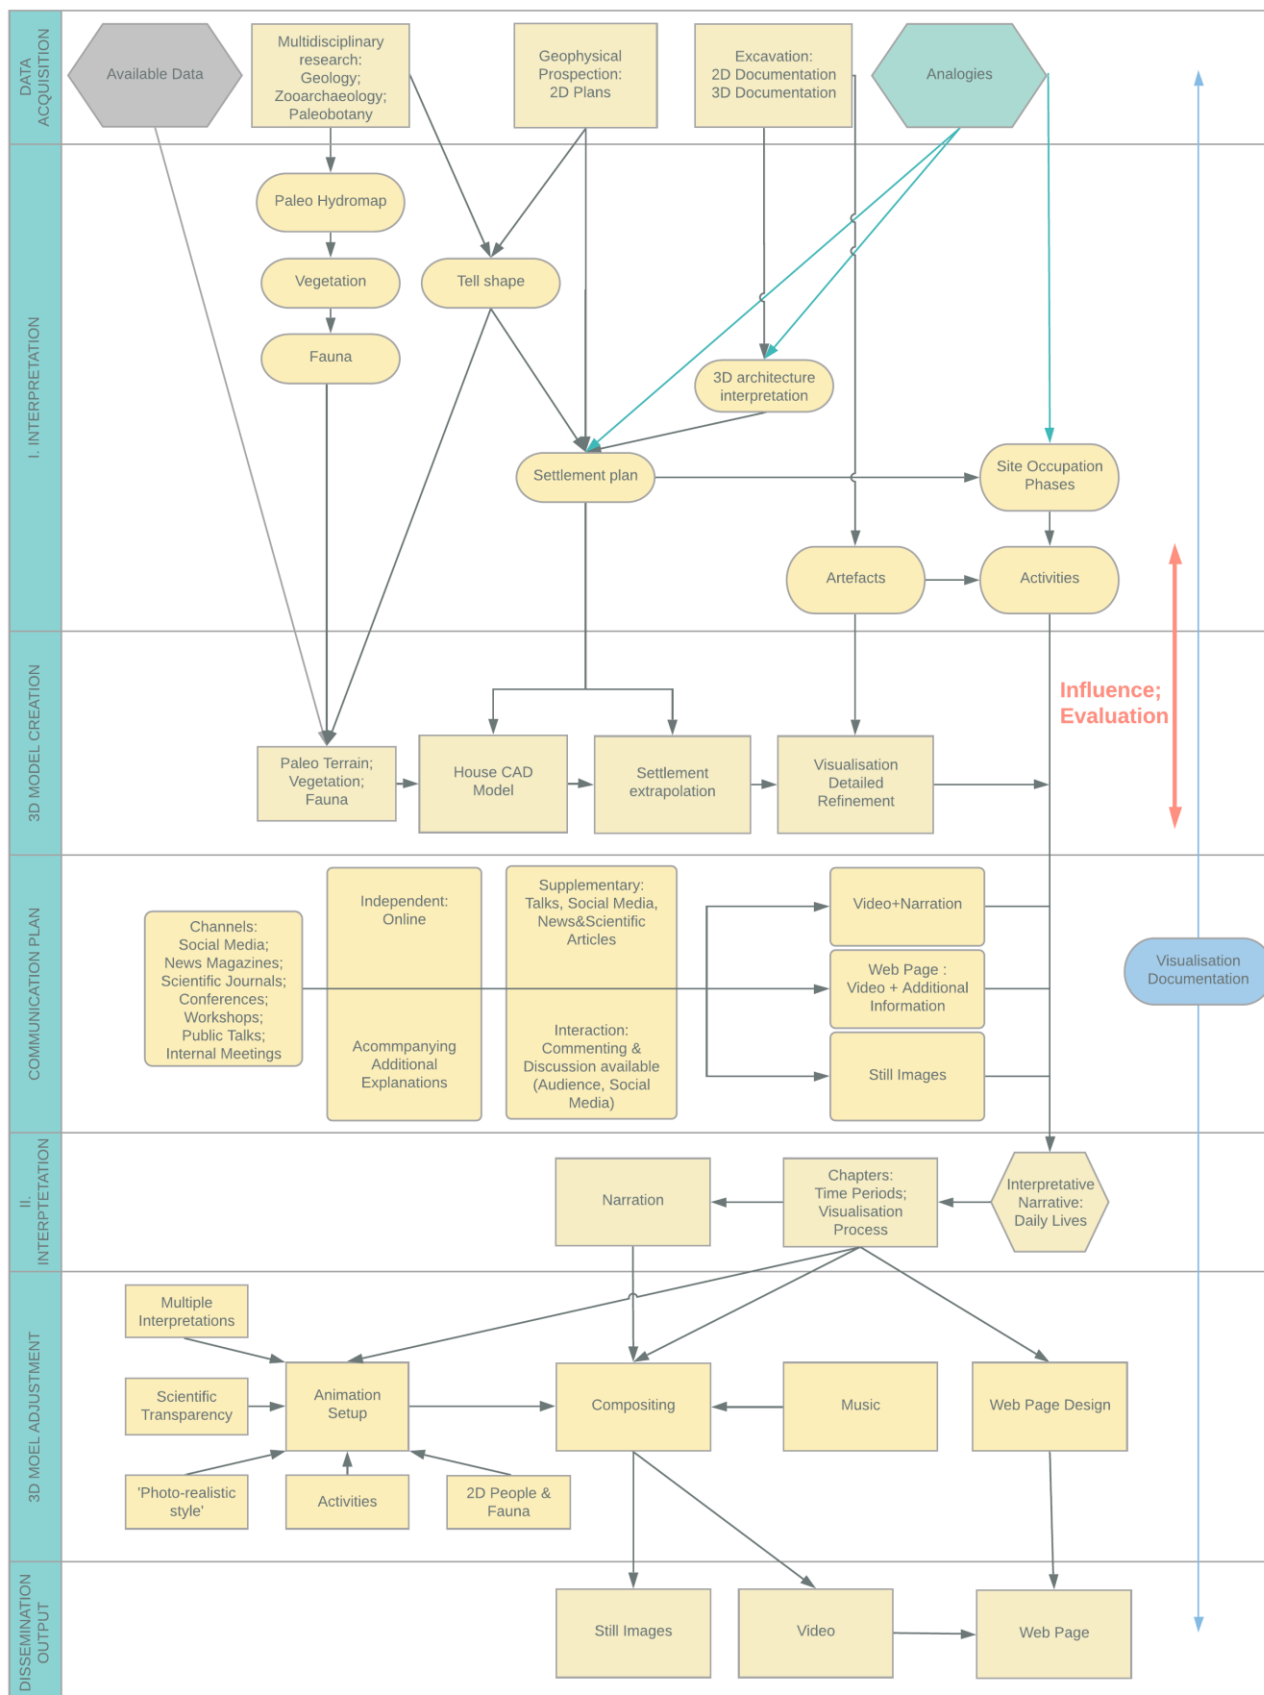 DATA
ACQUISITION
Available Data
Multidisciplinary
research:
Geology;
Zooarchaeology;
Paleobotany
Geophysical
Prospection:
2D Plans
Excavation:
2D Documentation
3D Documentation
Analogies
I. INTERPRETATION
Paleo Hydromap
Vegetation
Tell shape
Fauna
3D architecture
interpretation
Settlement plan
Site Occupation
Phases
Artefacts
Activities
3D MODEL CREATION
Influence;
Evaluation
Paleo Terrain;
Vegetation;
Fauna
House CAD
Model
Settlement
extrapolation
Visualisation
Detailed
Refinement
COMMUNICATION PLAN
Channels:
Social Media;
News Magazines;
Scientific Journals;
Conferences;
Workshops;
Public Talks;
Internal Meetings
Independent:
Online
Acommpanying
Additional
Explanations
Supplementary:
Talks, Social Media,
News&Scientific
Articles
Interaction:
Commenting &
Discussion available
(Audience, Social
Media)
Video+Narration
Web Page :
Video + Additional
Information
Still Images
Visualisation
Documentation
II.
INTERPTETATION
Narration
Chapters:
Time Periods;
Visualisation
Process
Interpretative
Narrative:
Daily Lives
3D MOEL ADJUSTMENT
Multiple
Interpretations
Scientific
Transparency
'Photo-realistic
style'
Animation
Setup
Activities
2D People &
Fauna
Compositing
Music
Web Page Design
DISSEMINATION
OUTPUT
Still Images
Video
Web Page